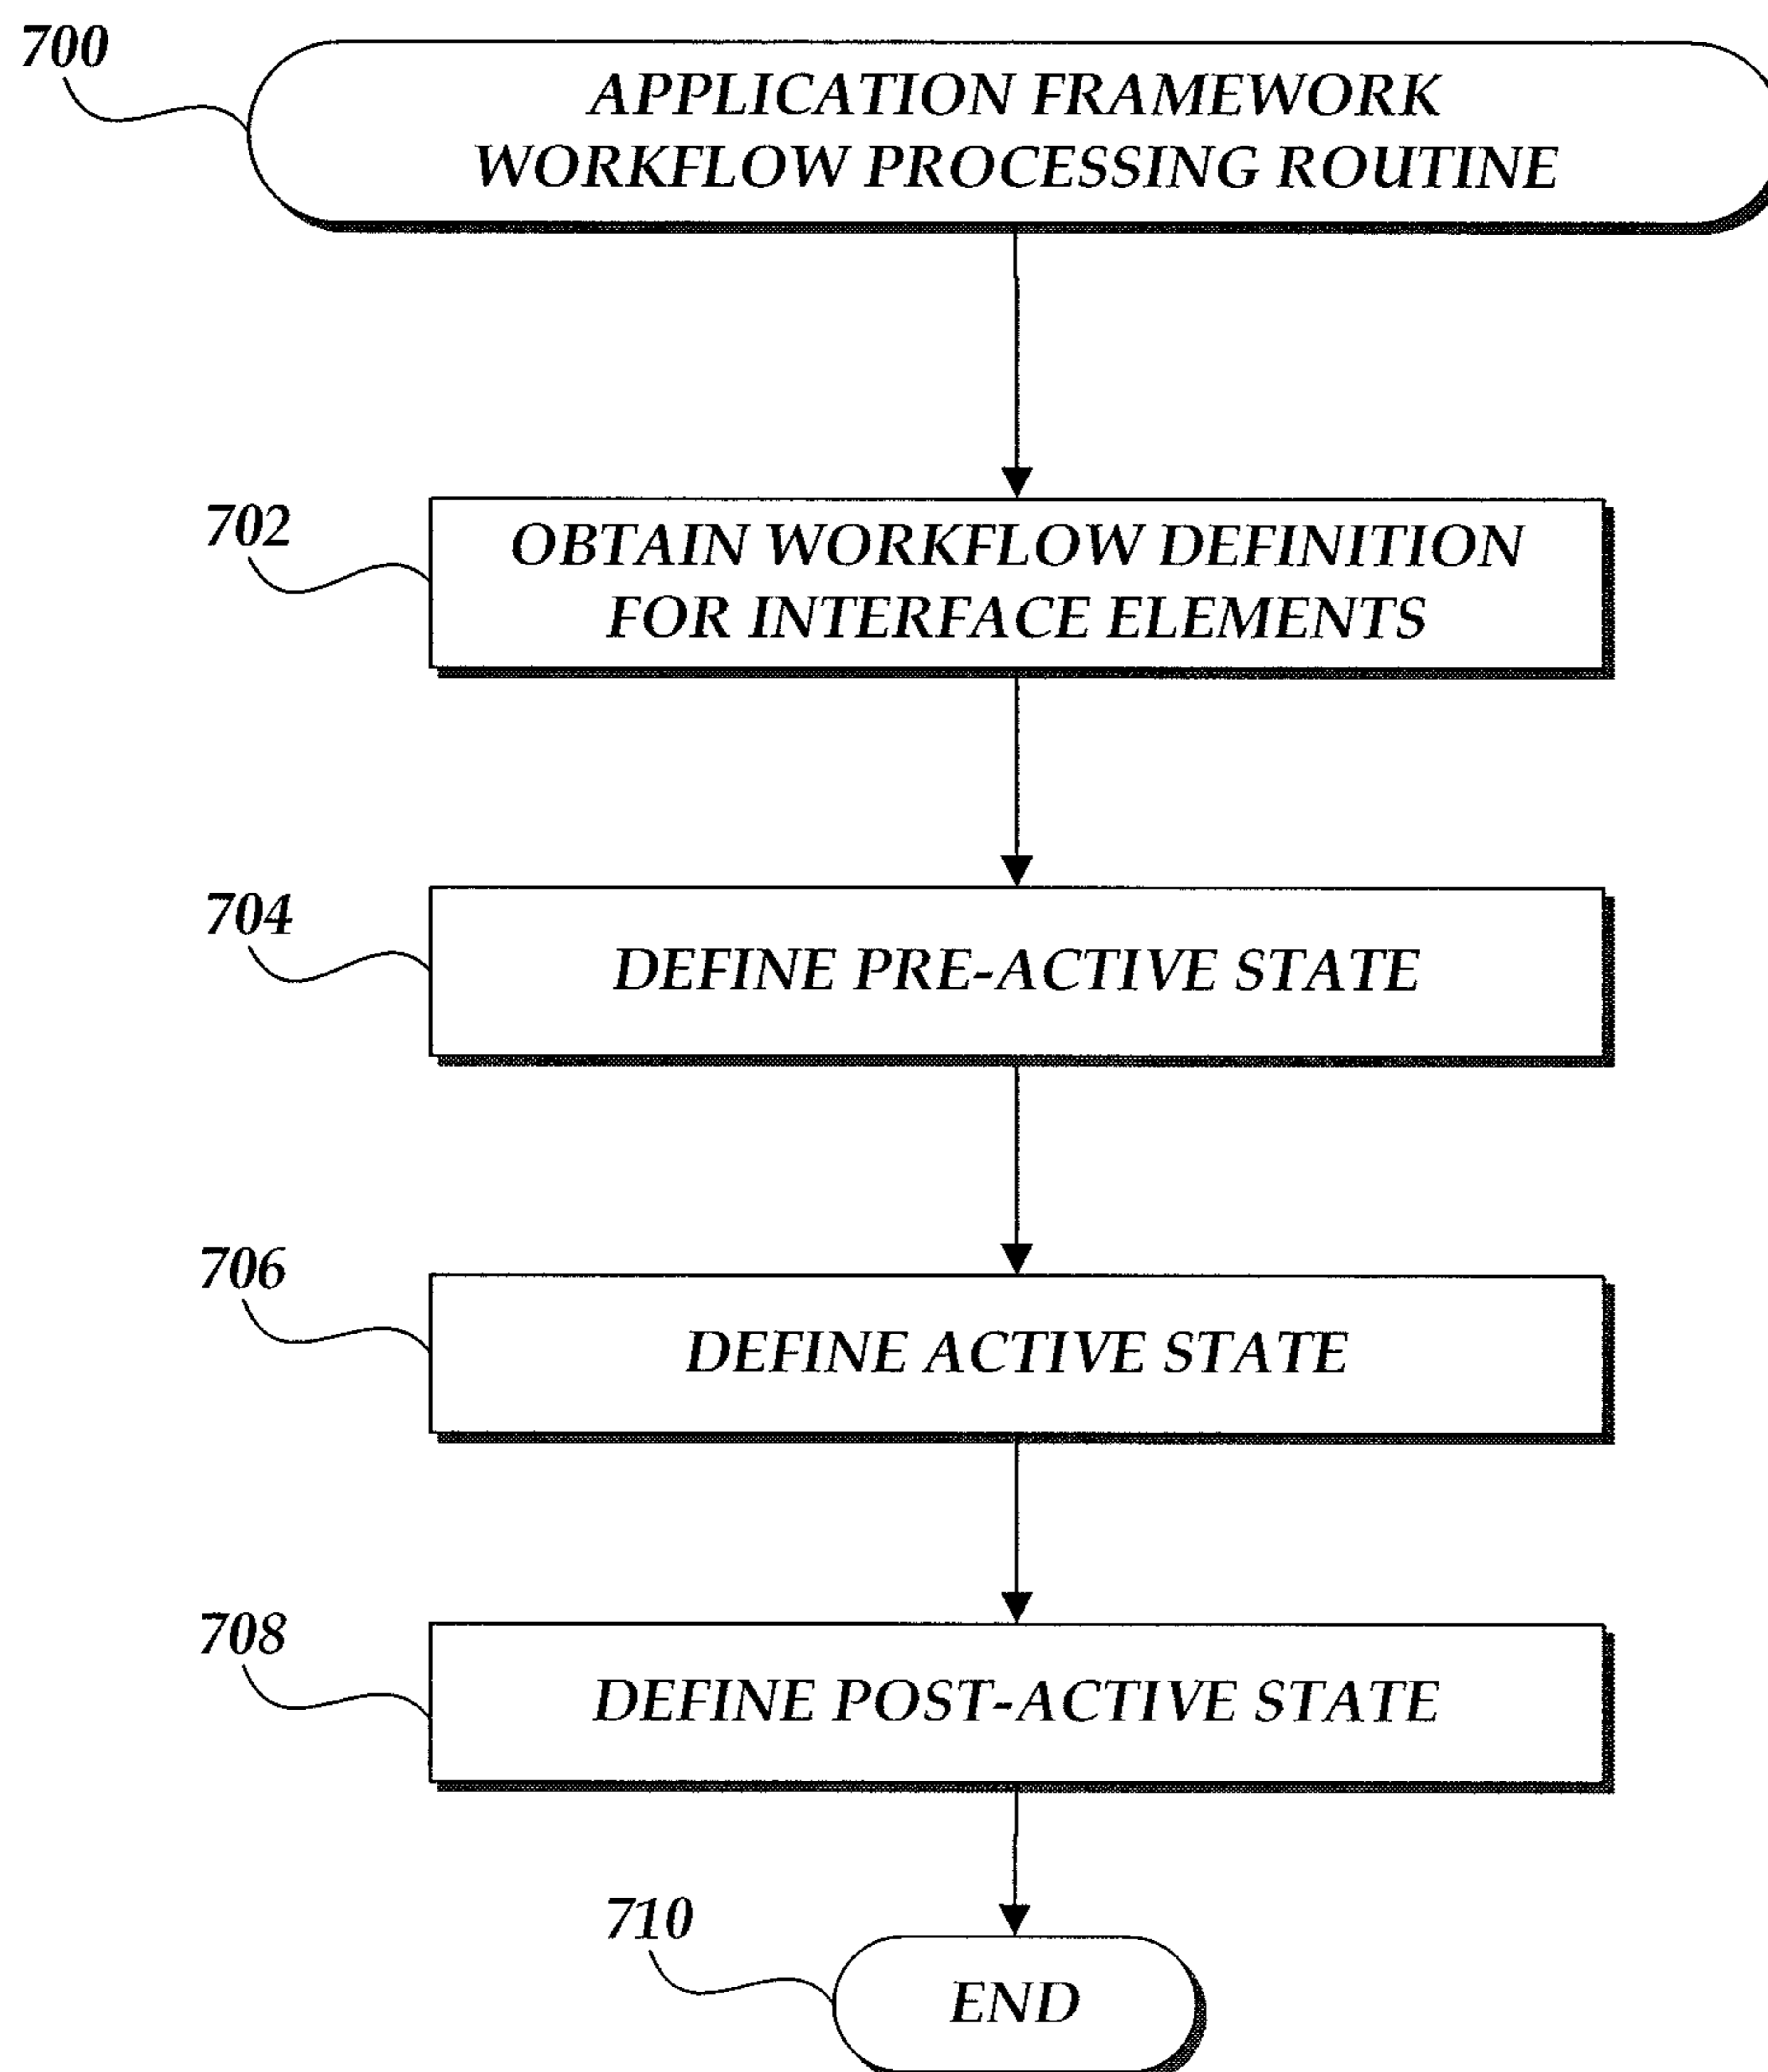 700
APPLICATION FRAMEWORK
WORKFLOW PROCESSING ROUTINE
702
OBTAIN WORKFLOW DEFINITION
FOR INTERFACE ELEMENTS
704
DEFINE PRE-ACTIVE STATE
706
DEFINE ACTIVE STATE
708
DEFINE POST-ACTIVE STATE
710
END